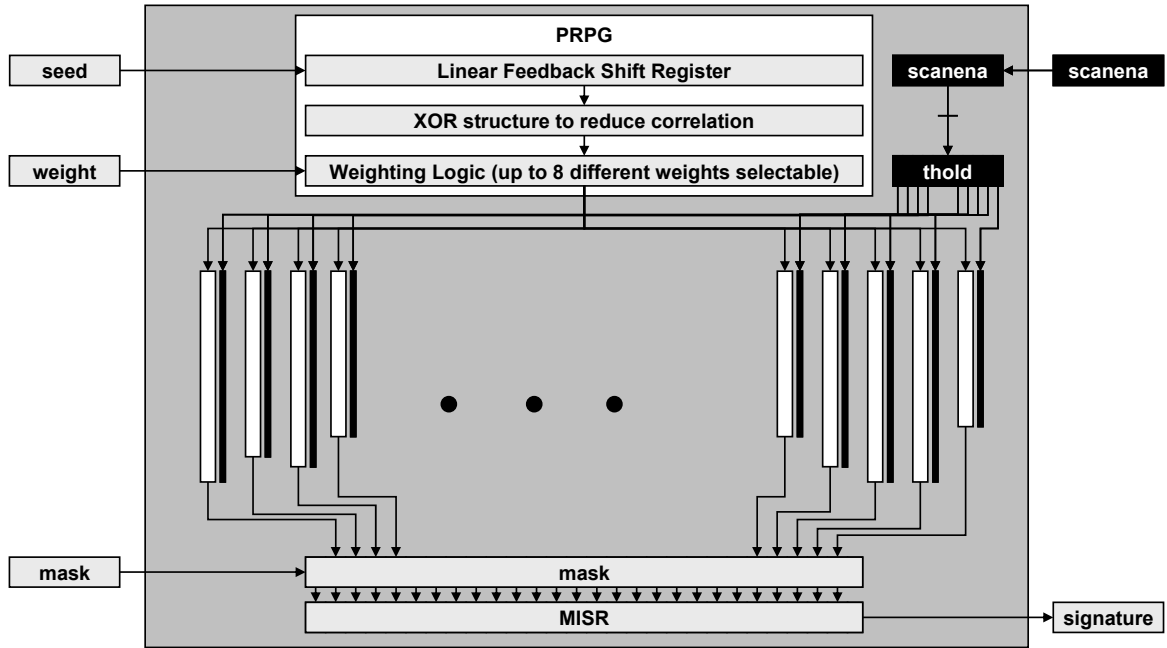 PRPG
seed
Linear Feedback Shift Register
scanena
scanena
XOR structure to reduce correlation
weight
Weighting Logic (up to 8 different weights selectable)
thold
mask
mask
MISR
signature